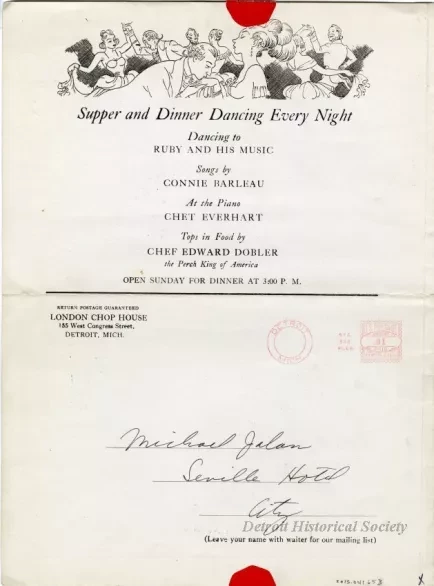 Supper and Dinner Dancing Every Night
Dancing to
RUBY AND HIS MUSIC
Songs by
CONNIE BARLEAU
At the Piano
CHET EVERHART
Tops in Food by
CHEF EDWARD DOBLER
the Perch King of America
OPEN SUNDAY FOR DINNER AT 3:00 P. M.
RETURN POSTAGE GUARANTEED
LONDON CHOP HOUSE
155 West Congress Street,
DETROIT, MICH.
DETROIT
Michael Jalan
Seville Hotel
City
Detroit Historical Society
(Leave your name with waiter for our mailing list)